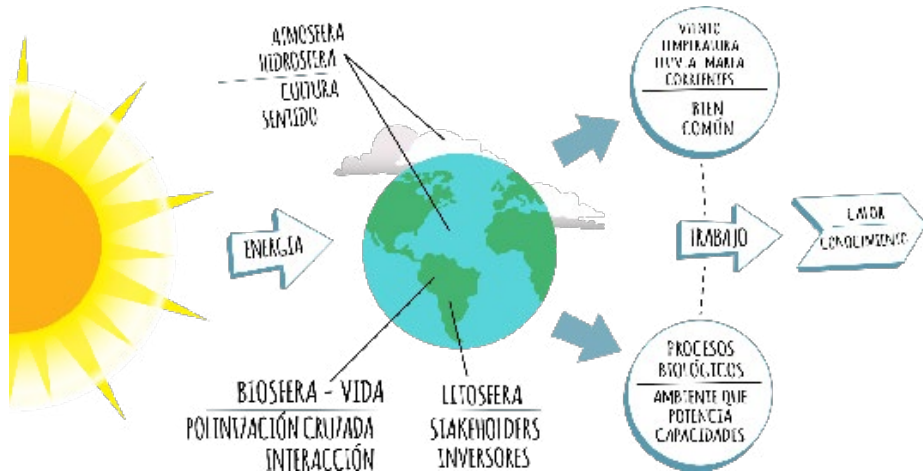 ATMOSFERA
HIDROSFERA
CULTURA
SENTIDO
ENERGIA
BIOSFERA - VIDA
POLINIZACIÓN CRUZADA
INTERACCIÓN
LITOSFERA
STAKEHOLDERS
INVERSORES
VIENTO
TEMPERATURA
LLUVIA MAREA
CORRIENTES
BIEN
COMÚN
TRABAJO
PROCESOS
BIOLÓGICOS
AMBIENTE QUE
POTENCIA
CAPACIDADES
CALOR
CONOCIMIENTO